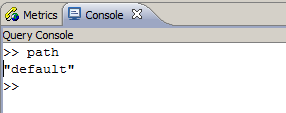 Metrics Console
Query Console
>> path
"default"
>>